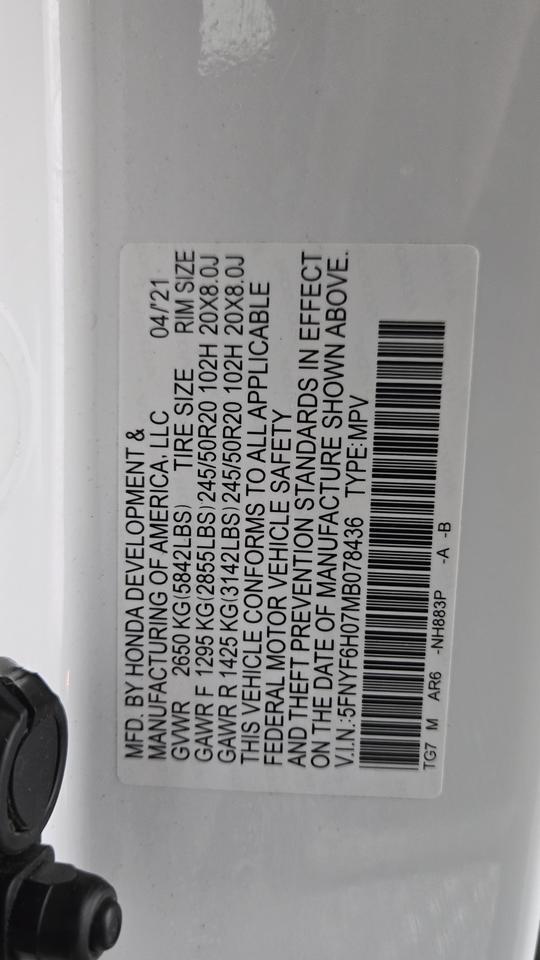 MFD. BY HONDA DEVELOPMENT &
MANUFACTURING OF AMERICA, LLC 04/'21
GVWR 2650 KG(5842LBS) TIRE SIZE RIM SIZE
GAWR F 1295 KG(2855LBS)245/50R20 102H 20X8.0J
GAWR R 1425 KG(3142LBS)245/50R20 102H 20X8.0J
THIS VEHICLE CONFORMS TO ALL APPLICABLE
FEDERAL MOTOR VEHICLE SAFETY
AND THEFT PREVENTION STANDARDS IN EFFECT
ON THE DATE OF MANUFACTURE SHOWN ABOVE.
V.I.N.:5FNYF6H07MB078436 TYPE:MPV
TG7 M AR6 -NH883P -A -B